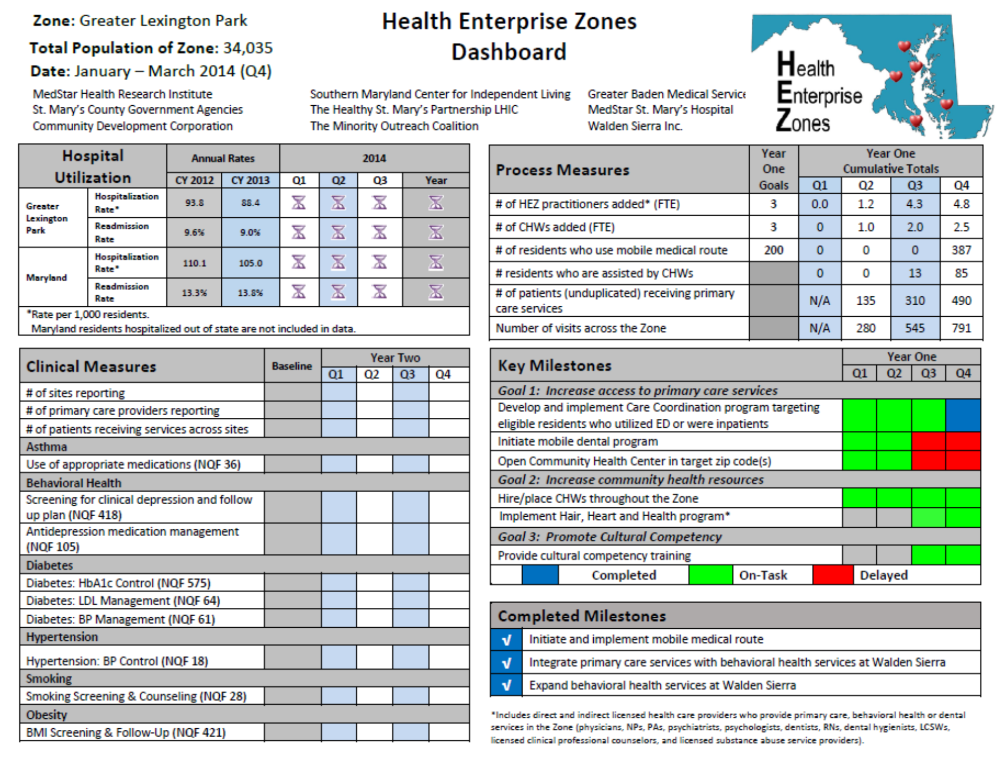 Zone: Greater Lexington Park
Total Population of Zone: 34,035
Date: January – March 2014 (Q4)
Health Enterprise Zones
Dashboard
Health
Enterprise
Zones
MedStar Health Research Institute
St. Mary's County Government Agencies
Community Development Corporation
Southern Maryland Center for Independent Living
The Healthy St. Mary's Partnership LHIC
The Minority Outreach Coalition
Greater Baden Medical Service
MedStar St. Mary's Hospital
Walden Sierra Inc.
Hospital Utilization Annual Rates 2014
CY 2012 CY 2013 Q1 Q2 Q3 Year
Greater Lexington Park
Hospitalization Rate* 93.8 88.4
Readmission Rate 9.6% 9.0%
Maryland
Hospitalization Rate* 110.1 105.0
Readmission Rate 13.3% 13.8%
*Rate per 1,000 residents.
Maryland residents hospitalized out of state are not included in data.
Process Measures Year One Goals Year One Cumulative Totals
Q1 Q2 Q3 Q4
# of HEZ practitioners added* (FTE) 3 0.0 1.2 4.3 4.8
# of CHWs added (FTE) 3 0 1.0 2.0 2.5
# of residents who use mobile medical route 200 0 0 0 387
# residents who are assisted by CHWs 0 0 13 85
# of patients (unduplicated) receiving primary care services N/A 135 310 490
Number of visits across the Zone N/A 280 545 791
Clinical Measures Baseline Year Two
Q1 Q2 Q3 Q4
# of sites reporting
# of primary care providers reporting
# of patients receiving services across sites
Asthma
Use of appropriate medications (NQF 36)
Behavioral Health
Screening for clinical depression and follow
up plan (NQF 418)
Antidepression medication management
(NQF 105)
Diabetes
Diabetes: HbA1c Control (NQF 575)
Diabetes: LDL Management (NQF 64)
Diabetes: BP Management (NQF 61)
Hypertension
Hypertension: BP Control (NQF 18)
Smoking
Smoking Screening & Counseling (NQF 28)
Obesity
BMI Screening & Follow-Up (NQF 421)
Key Milestones Year One
Q1 Q2 Q3 Q4
Goal 1: Increase access to primary care services
Develop and implement Care Coordination program targeting
eligible residents who utilized ED or were inpatients
Initiate mobile dental program
Open Community Health Center in target zip code(s)
Goal 2: Increase community health resources
Hire/place CHWs throughout the Zone
Implement Hair, Heart and Health program*
Goal 3: Promote Cultural Competency
Provide cultural competency training
Completed On-Task Delayed
Completed Milestones
√ Initiate and implement mobile medical route
√ Integrate primary care services with behavioral health services at Walden Sierra
√ Expand behavioral health services at Walden Sierra
*Includes direct and indirect licensed health care providers who provide primary care, behavioral health or dental
services in the Zone (physicians, NPs, PAs, psychiatrists, psychologists, dentists, RNs, dental hygienists, LCSWs,
licensed clinical professional counselors, and licensed substance abuse service providers).